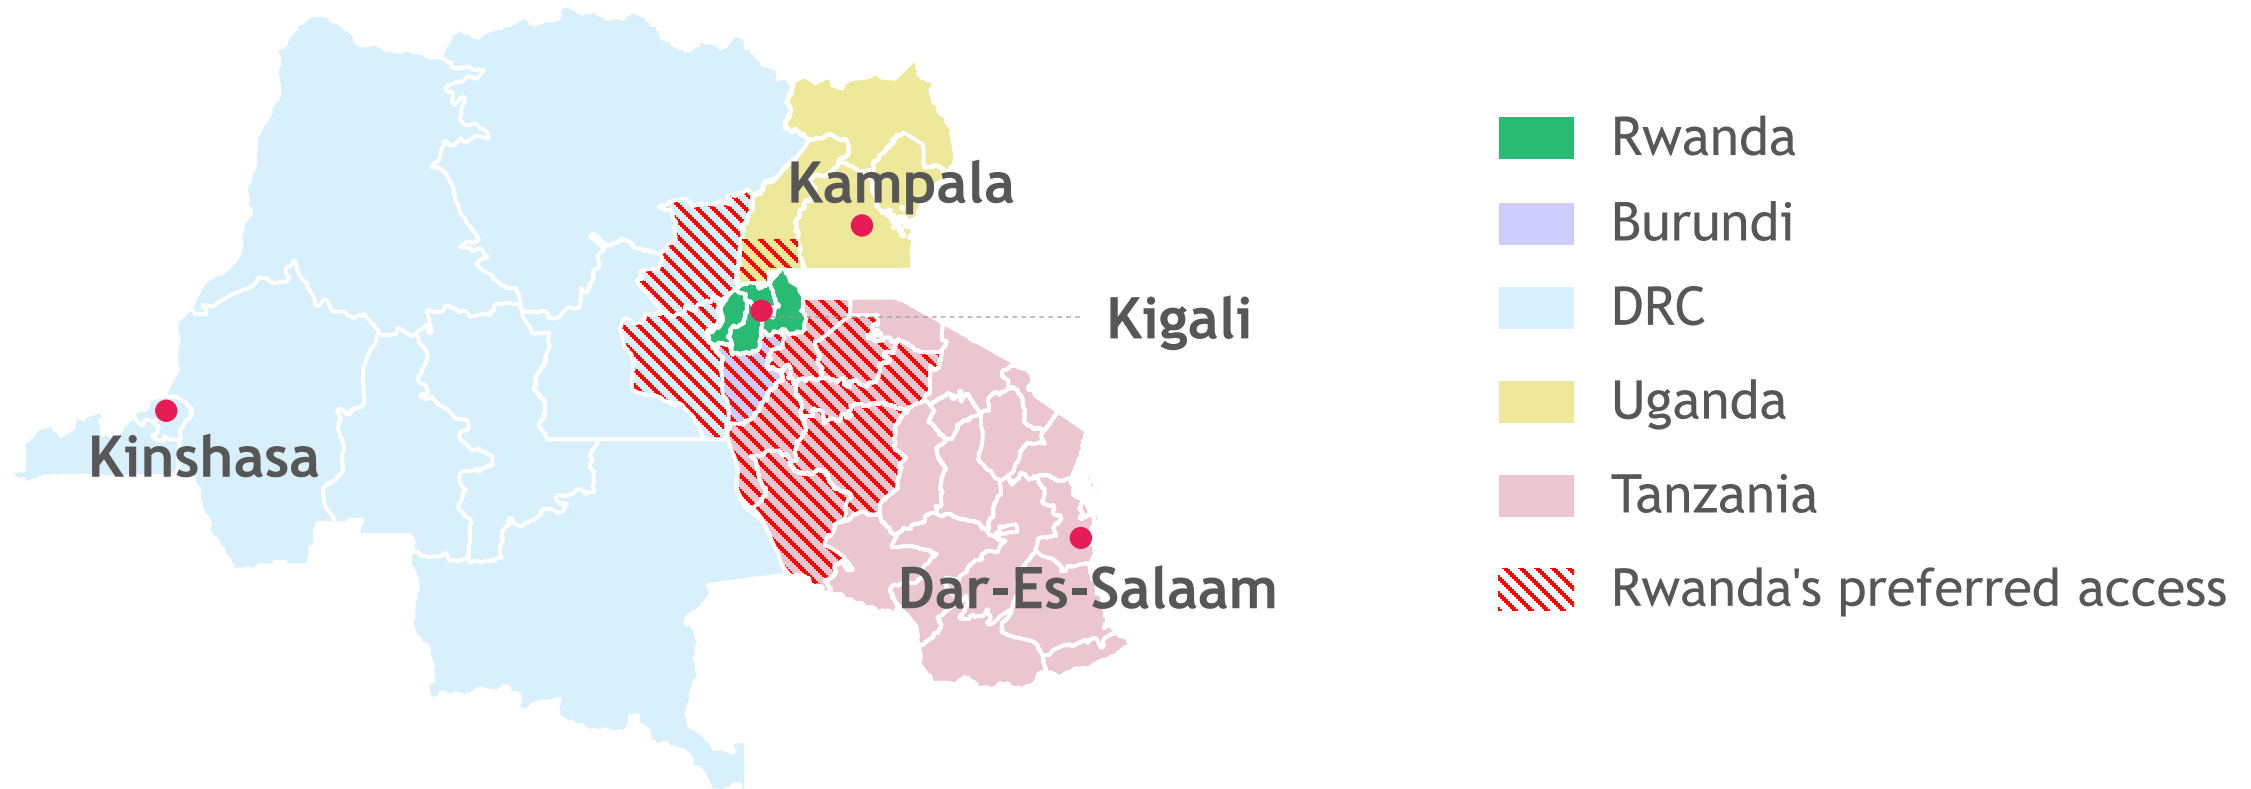 Kampala
Kigali
Kinshasa
Dar-Es-Salaam
Rwanda
Burundi
DRC
Uganda
Tanzania
Rwanda's preferred access